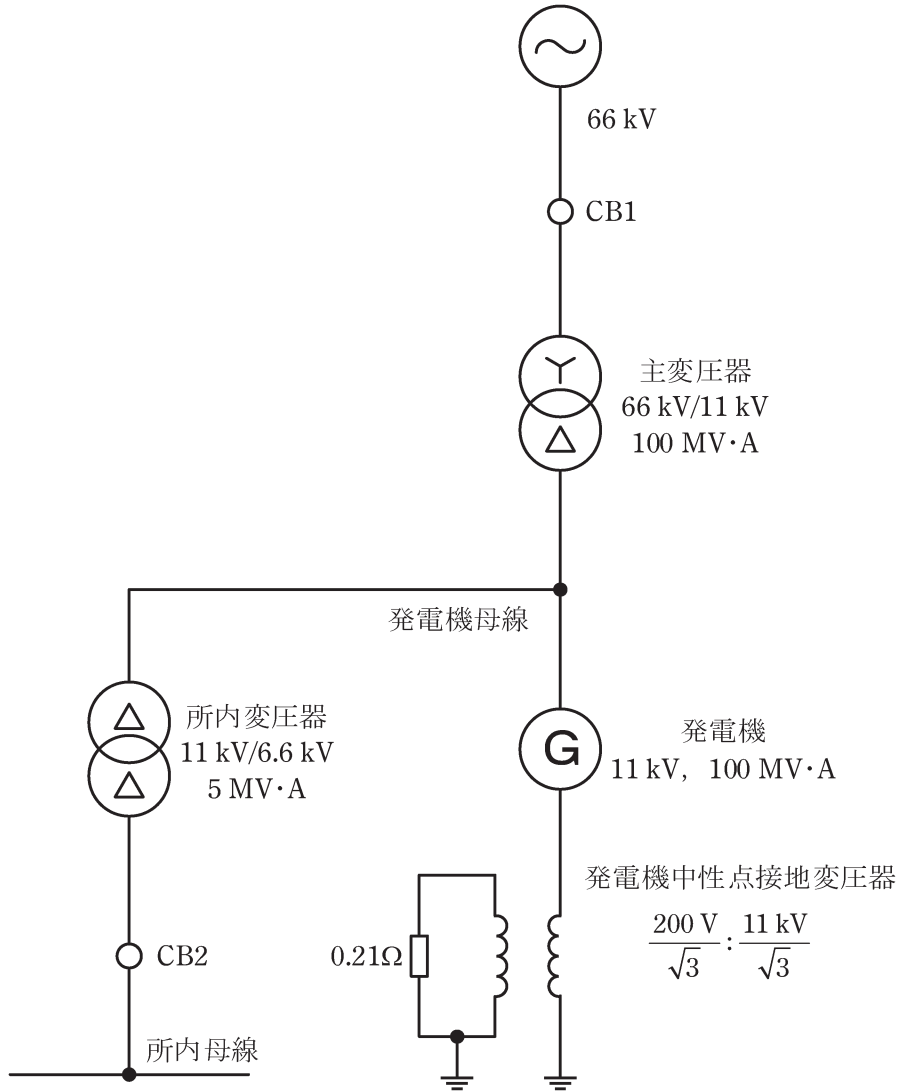 66 kV
CB1
主変圧器
66 kV/11 kV
100 MV・A
発電機母線
所内変圧器
11 kV/6.6 kV
5 MV・A
発電機
G
11 kV, 100 MV・A
発電機中性点接地変圧器
200 V/√3 : 11 kV/√3
0.21Ω
CB2
所内母線